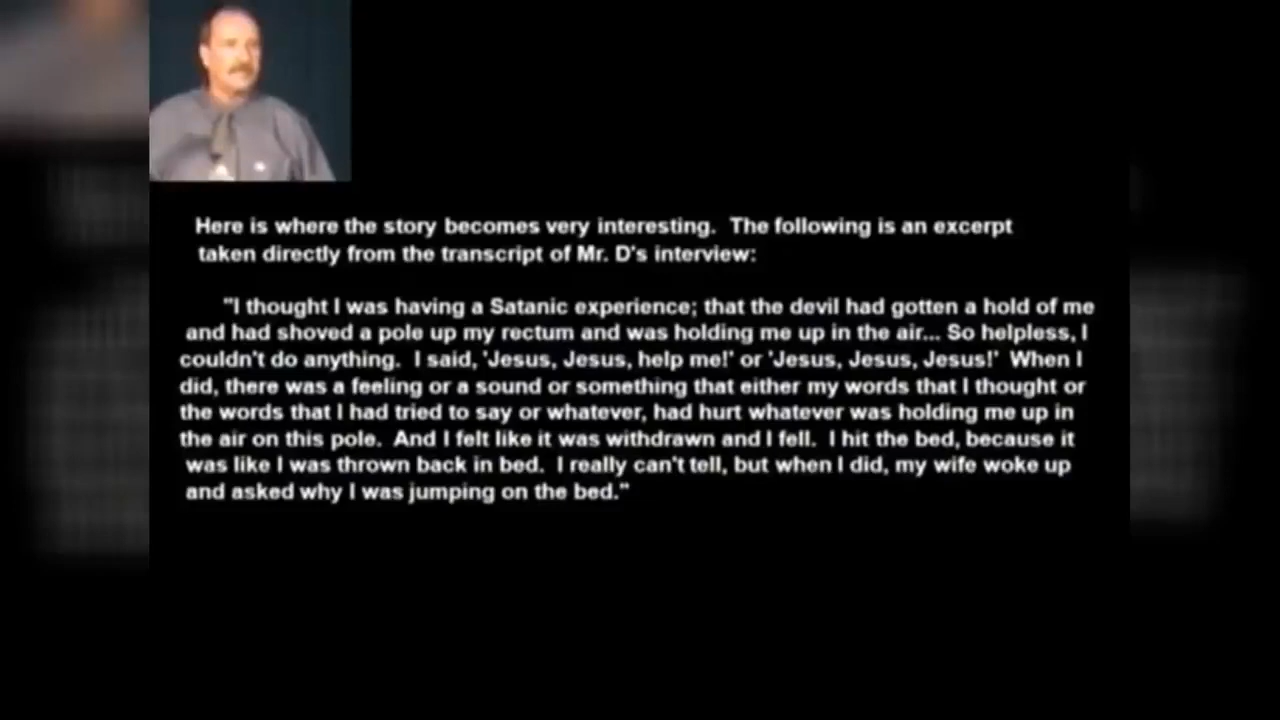 Here is where the story becomes very interesting. The following is an excerpt
taken directly from the transcript of Mr. D's interview:
"I thought I was having a Satanic experience; that the devil had gotten a hold of me
and had shoved a pole up my rectum and was holding me up in the air... So helpless, I
couldn't do anything. I said, 'Jesus, Jesus, help me!' or 'Jesus, Jesus, Jesus!' When I
did, there was a feeling or a sound or something that either my words that I thought or
the words that I had tried to say or whatever, had hurt whatever was holding me up in
the air on this pole. And I felt like it was withdrawn and I fell. I hit the bed, because it
was like I was thrown back in bed. I really can't tell, but when I did, my wife woke up
and asked why I was jumping on the bed."